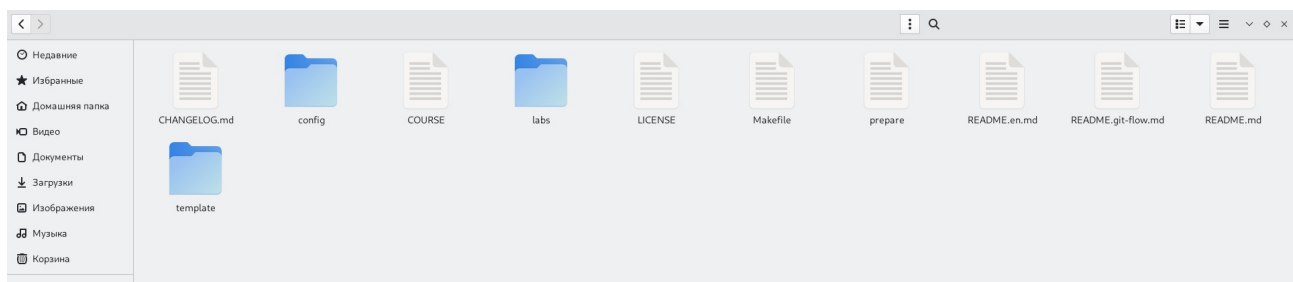 Недавние
Избранные
Домашняя папка
Видео
Документы
Загрузки
Изображения
Музыка
Корзина
CHANGELOG.md
config
COURSE
labs
LICENSE
Makefile
prepare
README.en.md
README.git-flow.md
README.md
template